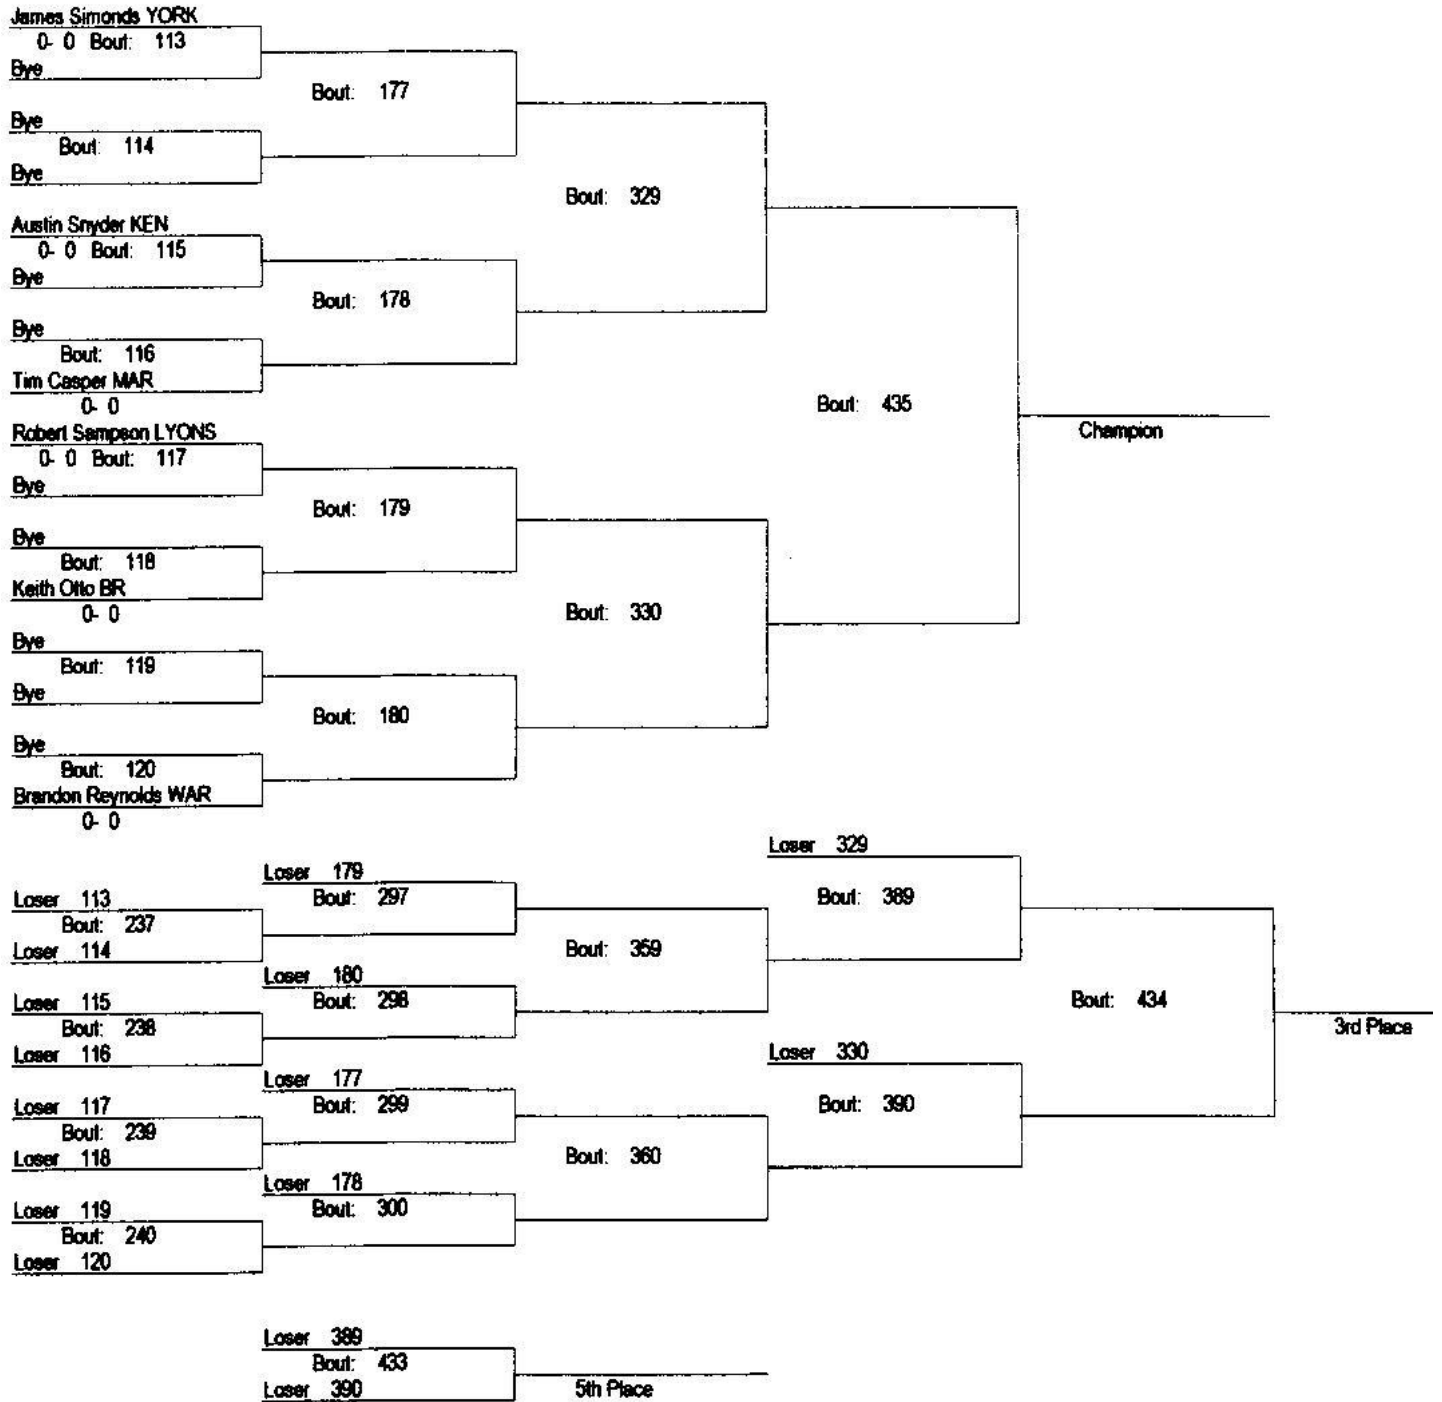 James Simonds YORK
0- 0 Bout: 113
Bye
Bout: 177
Bye
Bout: 114
Bye
Bout: 329
Austin Snyder KEN
0- 0 Bout: 115
Bye
Bout: 178
Bye
Bout: 116
Tim Casper MAR
0- 0
Bout: 435
Champion
Robert Sampson LYONS
0- 0 Bout: 117
Bye
Bout: 179
Bye
Bout: 118
Keith Otto BR
0- 0
Bout: 330
Bye
Bout: 119
Bye
Bout: 180
Bye
Bout: 120
Brandon Reynolds WAR
0- 0
Loser 329
Loser 179
Bout: 297
Bout: 389
Loser 113
Bout: 237
Loser 114
Bout: 359
Loser 180
Bout: 298
Bout: 434
Loser 115
Bout: 238
Loser 116
3rd Place
Loser 330
Loser 177
Bout: 299
Bout: 390
Loser 117
Bout: 239
Loser 118
Bout: 360
Loser 178
Bout: 300
Loser 119
Bout: 240
Loser 120
Loser 389
Bout: 433
Loser 390
5th Place